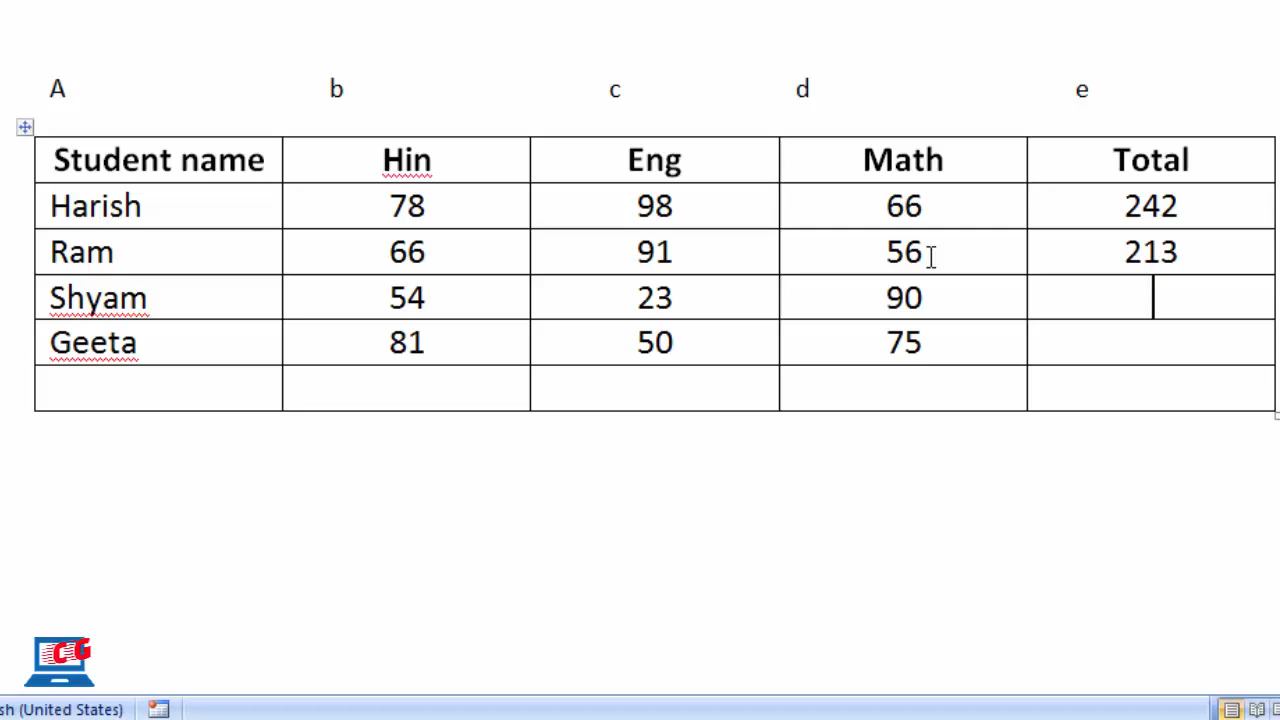 A b c d e
Student name Hin Eng Math Total
Harish 78 98 66 242
Ram 66 91 56 213
Shyam 54 23 90
Geeta 81 50 75
CG
sh (United States)